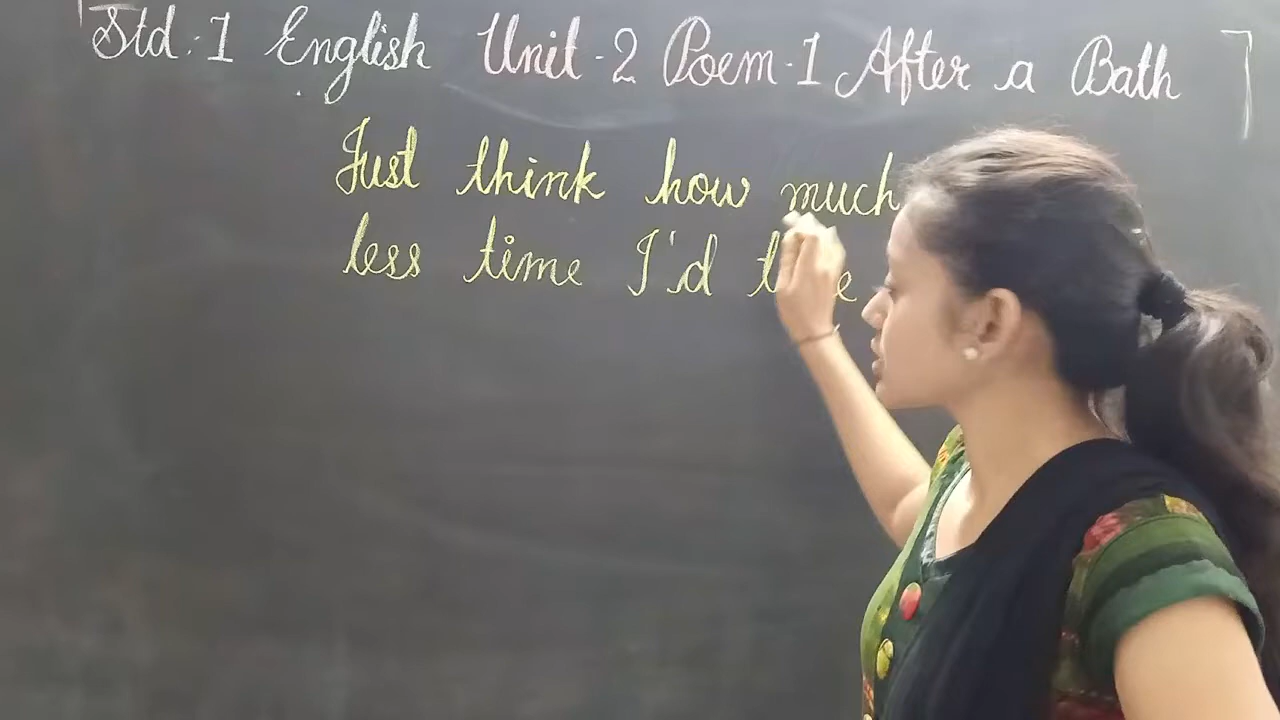 Std.-1 English Unit-2 Poem-1 After a Bath
Just think how much
less time I'd